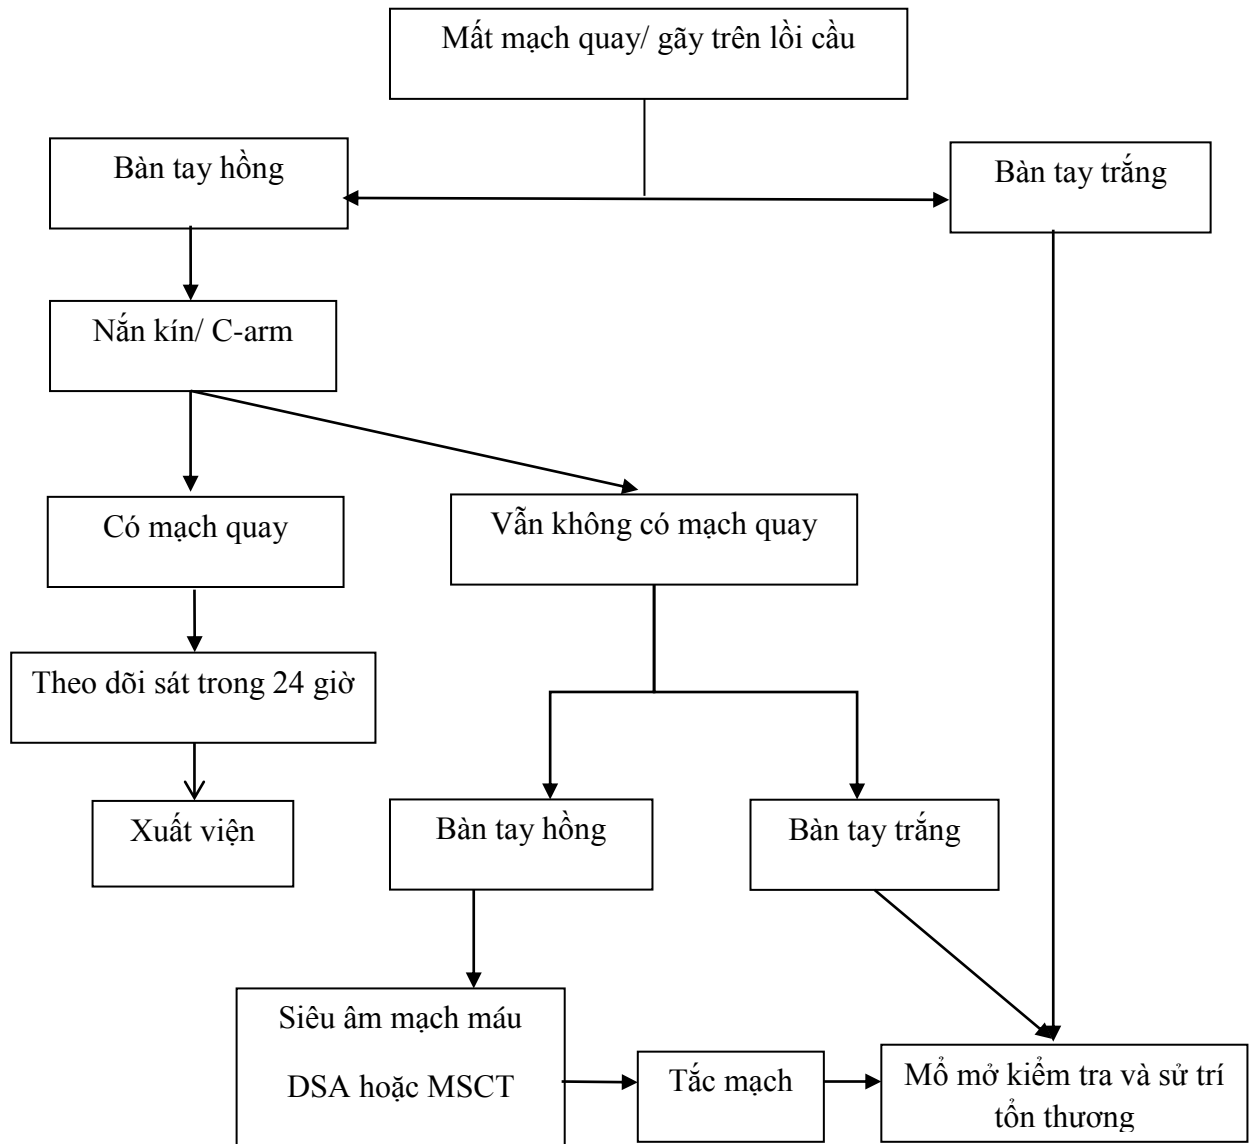 Mất mạch quay/ gãy trên lồi cầu
Bàn tay hồng
Bàn tay trắng
Nắn kín/ C-arm
Có mạch quay
Vẫn không có mạch quay
Theo dõi sát trong 24 giờ
Xuất viện
Bàn tay hồng
Bàn tay trắng
Siêu âm mạch máu
DSA hoặc MSCT
Tắc mạch
Mổ mở kiểm tra và sử trí
tổn thương